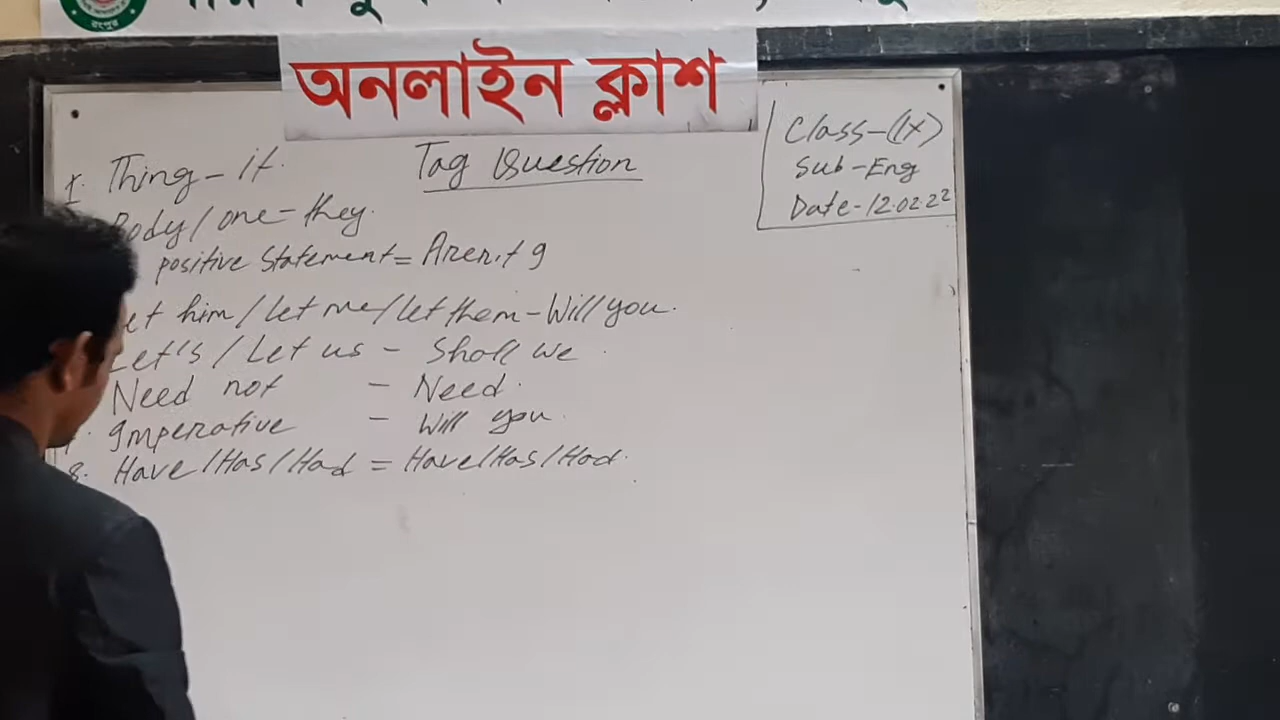 রংপুর
অনলাইন ক্লাশ
Class-(IX)
Sub-Eng
Date-12.02.22
Tag Question
1. Thing - it.
Body/one - they.
positive statement = Aren't I
him/Let me/let them - Will you.
Let's / Let us - Shall we.
Need not - Need.
Imperative - Will you.
8. Have/Has/Had = Have/Has/Had.